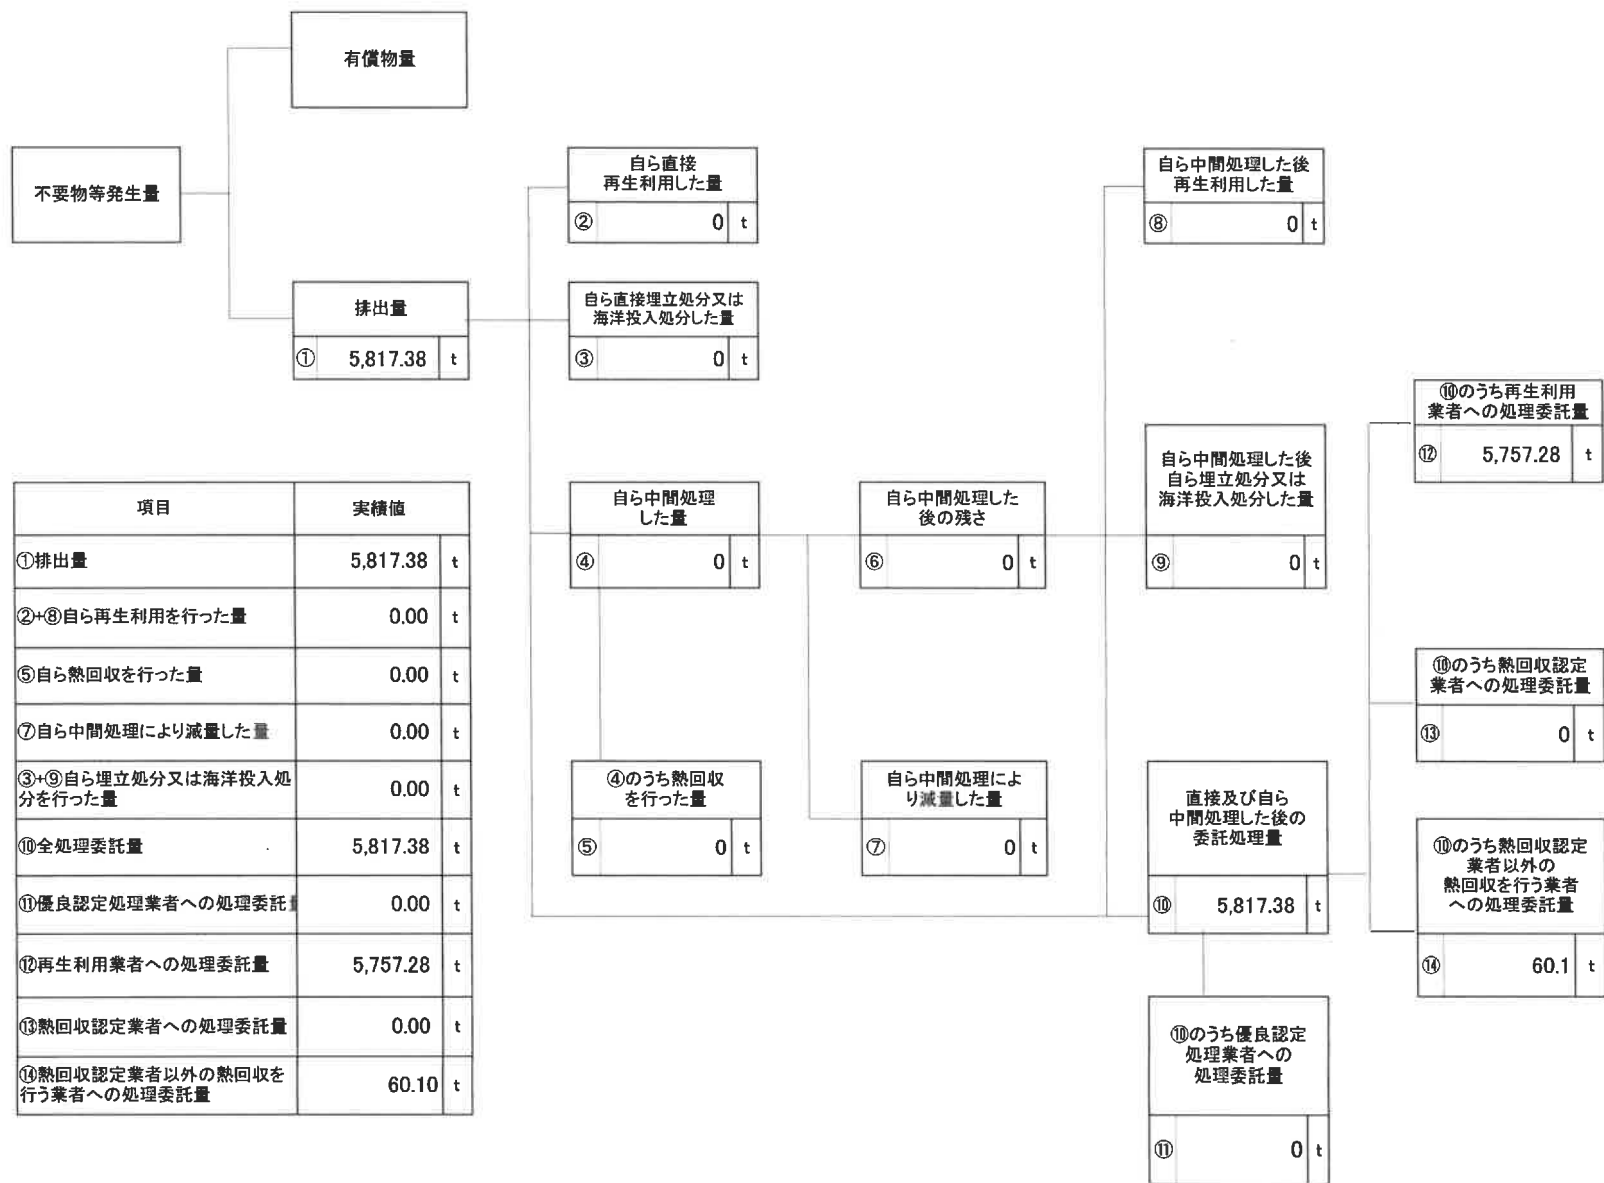 有償物量
不要物等発生量
排出量
① 5,817.38 t
自ら直接
再生利用した量
② 0 t
自ら直接埋立処分又は
海洋投入処分した量
③ 0 t
自ら中間処理
した量
④ 0 t
④のうち熱回収
を行った量
⑤ 0 t
自ら中間処理した
後の残さ
⑥ 0 t
自ら中間処理によ
り減量した量
⑦ 0 t
自ら中間処理した後
再生利用した量
⑧ 0 t
自ら中間処理した後
自ら埋立処分又は
海洋投入処分した量
⑨ 0 t
直接及び自ら
中間処理した後の
委託処理量
⑩ 5,817.38 t
⑩のうち優良認定
処理業者への
処理委託量
⑪ 0 t
⑩のうち再生利用
業者への処理委託量
⑫ 5,757.28 t
⑩のうち熱回収認定
業者への処理委託量
⑬ 0 t
⑩のうち熱回収認定
業者以外の
熱回収を行う業者
への処理委託量
⑭ 60.1 t
項目 実績値
①排出量 5,817.38 t
②+⑧自ら再生利用を行った量 0.00 t
⑤自ら熱回収を行った量 0.00 t
⑦自ら中間処理により減量した量 0.00 t
③+⑨自ら埋立処分又は海洋投入処
分を行った量 0.00 t
⑩全処理委託量 5,817.38 t
⑪優良認定処理業者への処理委託 0.00 t
⑫再生利用業者への処理委託量 5,757.28 t
⑬熱回収認定業者への処理委託量 0.00 t
⑭熱回収認定業者以外の熱回収を
行う業者への処理委託量 60.10 t